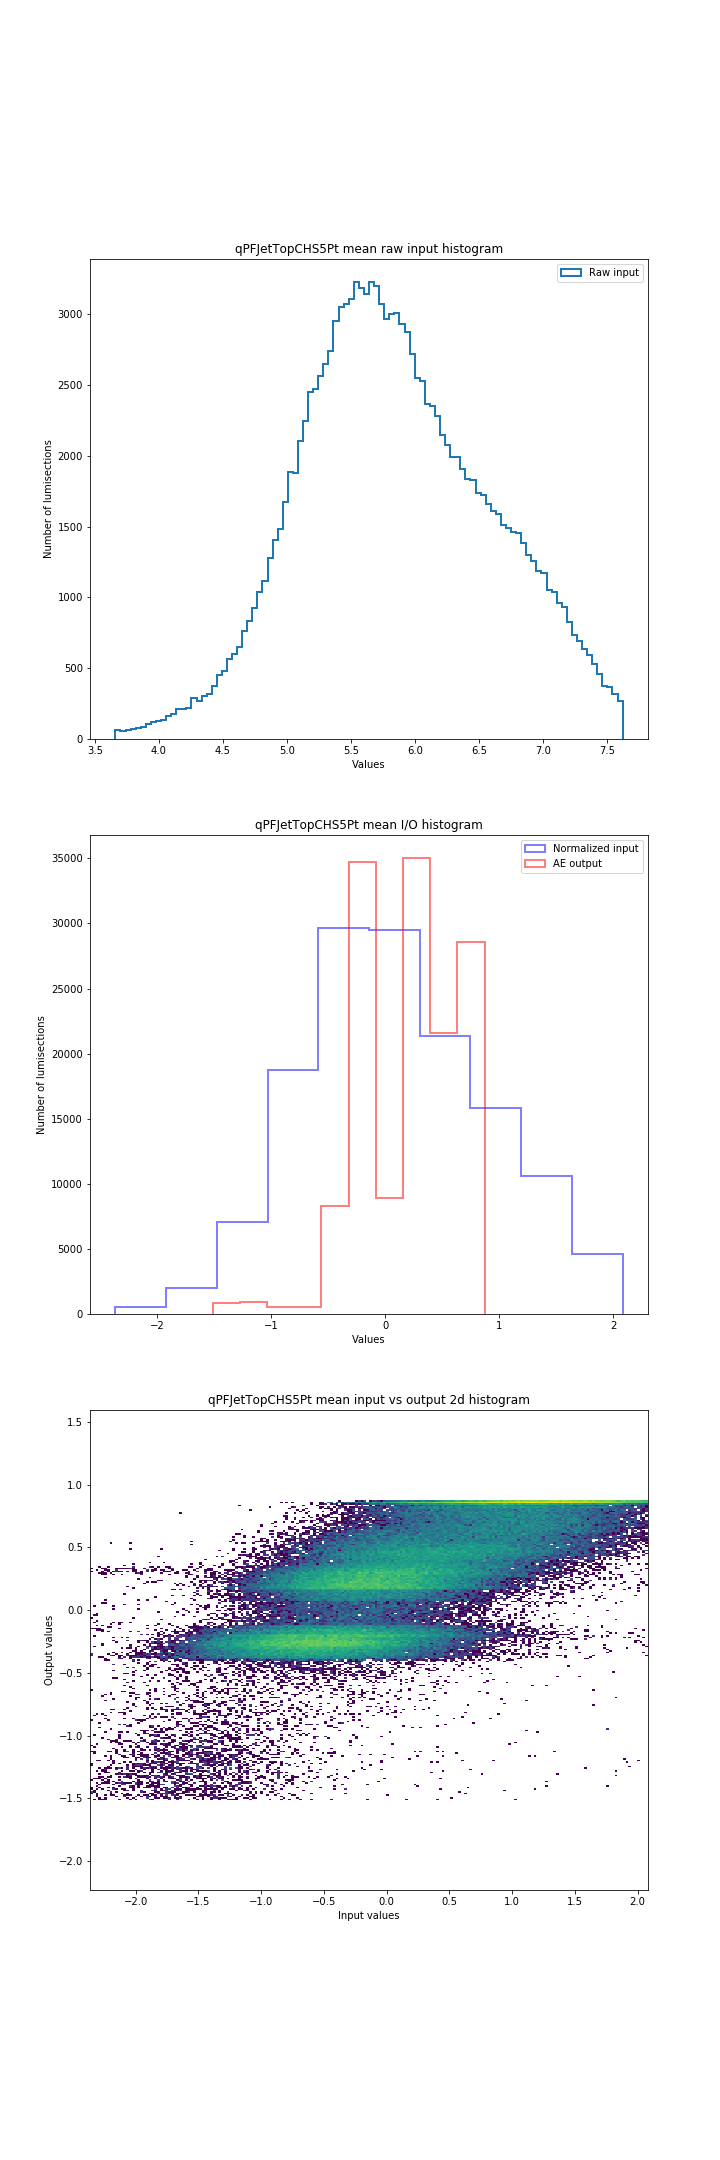 qPFJetTopCHS5Pt mean raw input histogram
Raw input
3000
2500
2000
1500
1000
500
0
Number of lumisections
3.5 4.0 4.5 5.0 5.5 6.0 6.5 7.0 7.5
Values
qPFJetTopCHS5Pt mean I/O histogram
Normalized input
AE output
35000
30000
25000
20000
15000
10000
5000
0
Number of lumisections
−2 −1 0 1 2
Values
qPFJetTopCHS5Pt mean input vs output 2d histogram
1.5
1.0
0.5
0.0
−0.5
−1.0
−1.5
−2.0
Output values
−2.0 −1.5 −1.0 −0.5 0.0 0.5 1.0 1.5 2.0
Input values